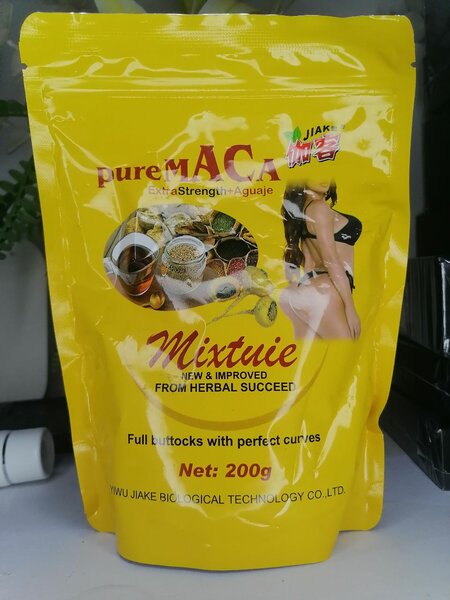 JIAKE
伽客
pureMACA
ExtraStrength+Aguaje
Mixtuie
NEW & IMPROVED
FROM HERBAL SUCCEED
Full buttocks with perfect curves
Net: 200g
YIWU JIAKE BIOLOGICAL TECHNOLOGY CO.,LTD.